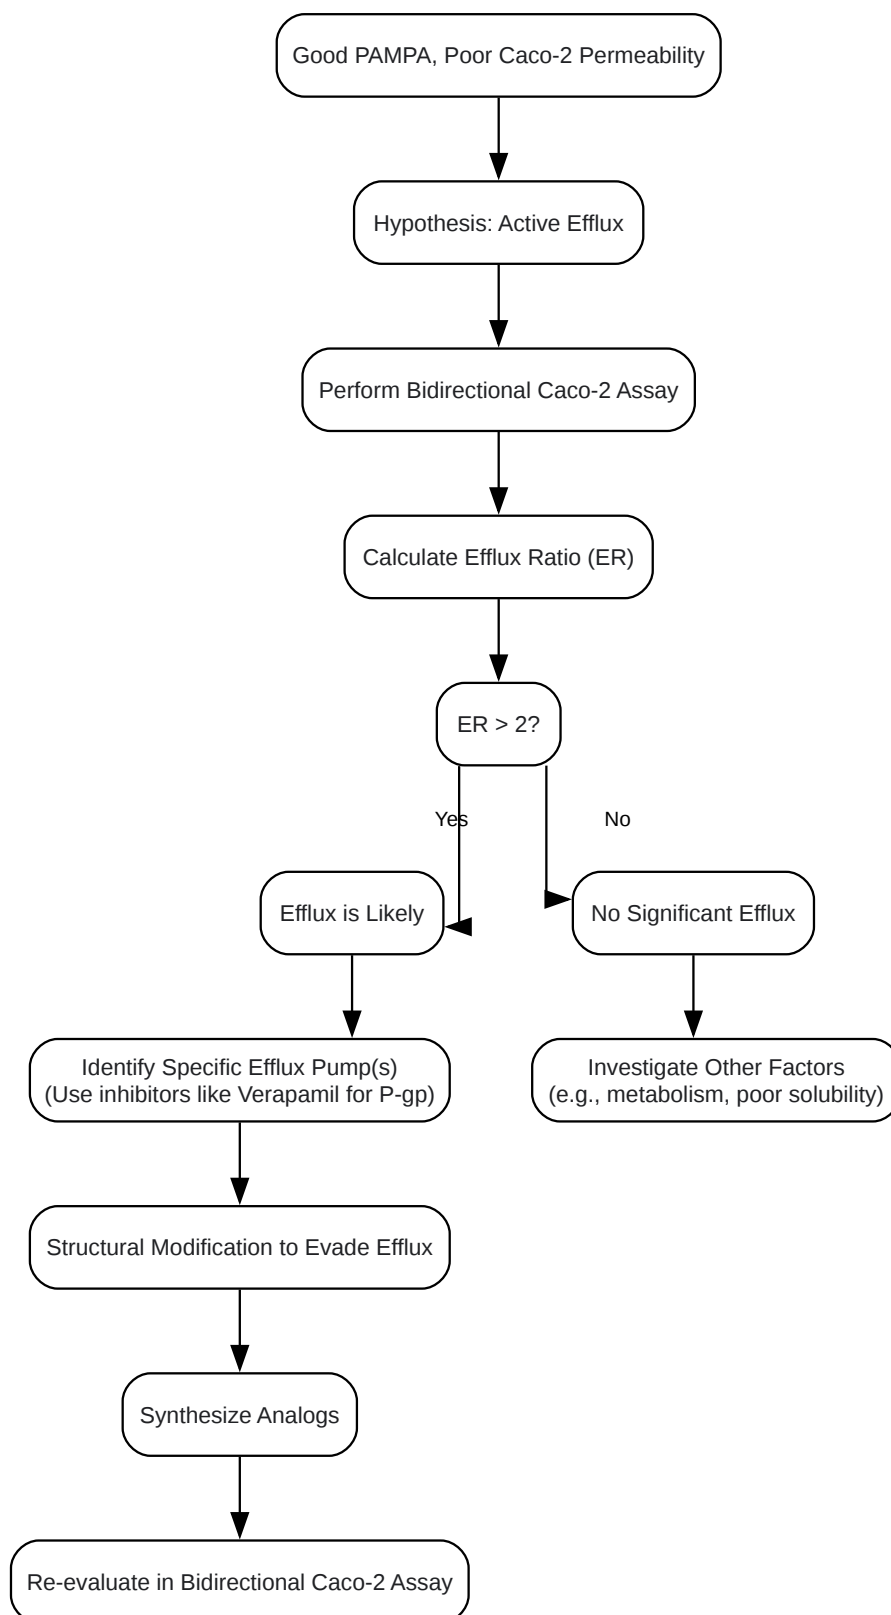 Good PAMPA, Poor Caco-2 Permeability
Hypothesis: Active Efflux
Perform Bidirectional Caco-2 Assay
Calculate Efflux Ratio (ER)
ER > 2?
Yes
No
Efflux is Likely
No Significant Efflux
Identify Specific Efflux Pump(s)
(Use inhibitors like Verapamil for P-gp)
Investigate Other Factors
(e.g., metabolism, poor solubility)
Structural Modification to Evade Efflux
Synthesize Analogs
Re-evaluate in Bidirectional Caco-2 Assay